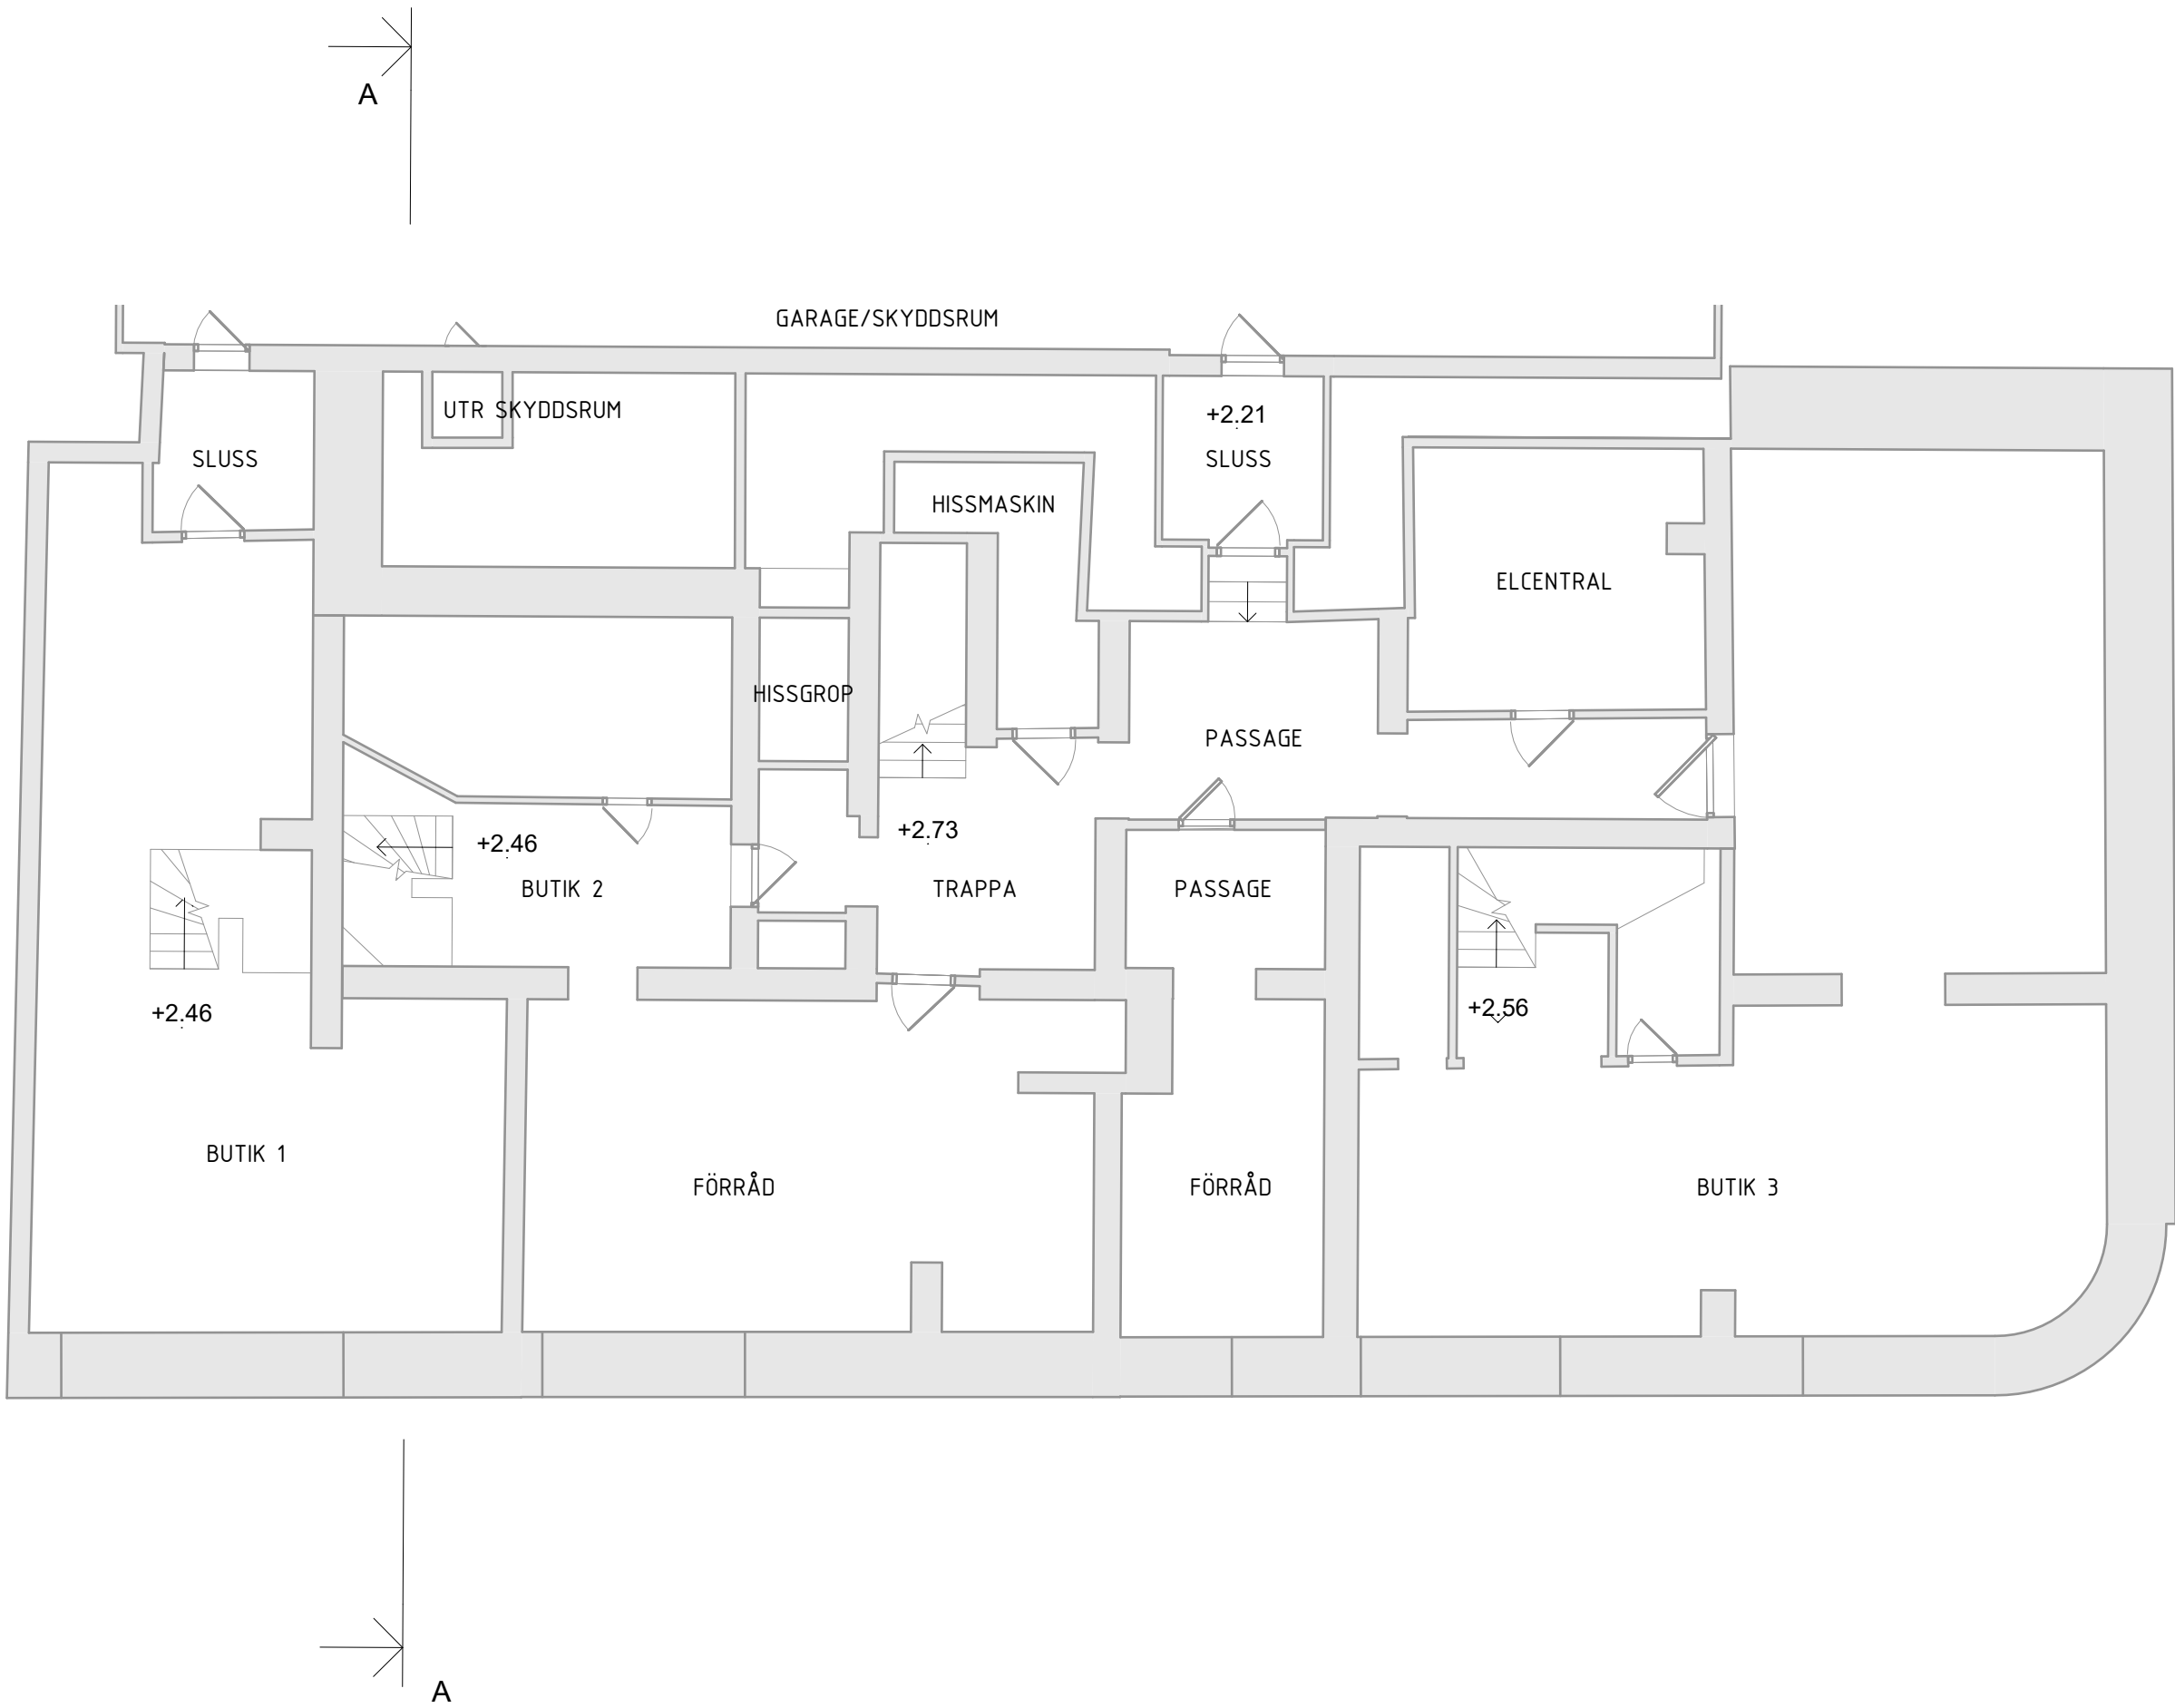 A
GARAGE/SKYDDSRUM
UTR SKYDDSRUM
+2.21
SLUSS
SLUSS
HISSMASKIN
ELCENTRAL
HISSGROP
PASSAGE
+2.73
+2.46
BUTIK 2
TRAPPA
PASSAGE
+2.46
+2.56
BUTIK 1
FÖRRÅD
FÖRRÅD
BUTIK 3
A